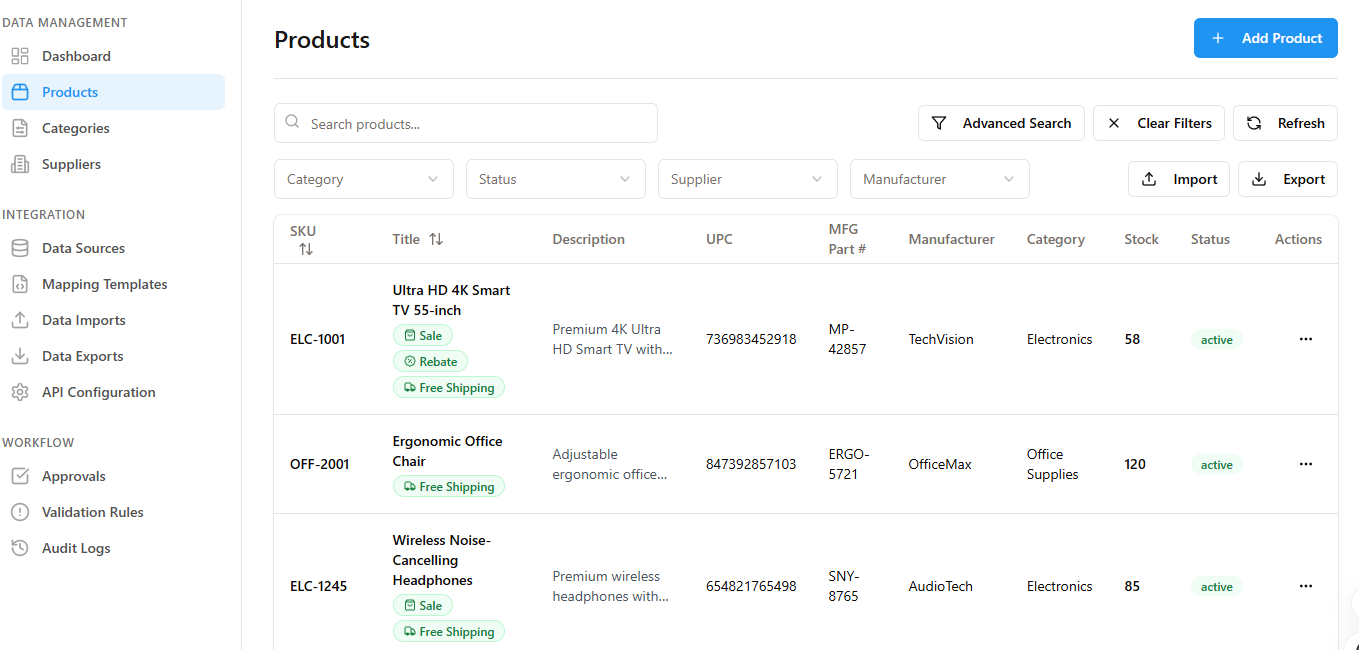 DATA MANAGEMENT
Dashboard
Products
Categories
Suppliers
INTEGRATION
Data Sources
Mapping Templates
Data Imports
Data Exports
API Configuration
WORKFLOW
Approvals
Validation Rules
Audit Logs
Products
Add Product
Search products...
Advanced Search
Clear Filters
Refresh
Category
Status
Supplier
Manufacturer
Import
Export
SKU
Title
Description
UPC
MFG
Part #
Manufacturer
Category
Stock
Status
Actions
ELC-1001
Ultra HD 4K Smart
TV 55-inch
Sale
Rebate
Free Shipping
Premium 4K Ultra
HD Smart TV with...
736983452918
MP-
42857
TechVision
Electronics
58
active
OFF-2001
Ergonomic Office
Chair
Free Shipping
Adjustable
ergonomic office...
847392857103
ERGO-
5721
OfficeMax
Office
Supplies
120
active
ELC-1245
Wireless Noise-
Cancelling
Headphones
Sale
Free Shipping
Premium wireless
headphones with...
654821765498
SNY-
8765
AudioTech
Electronics
85
active